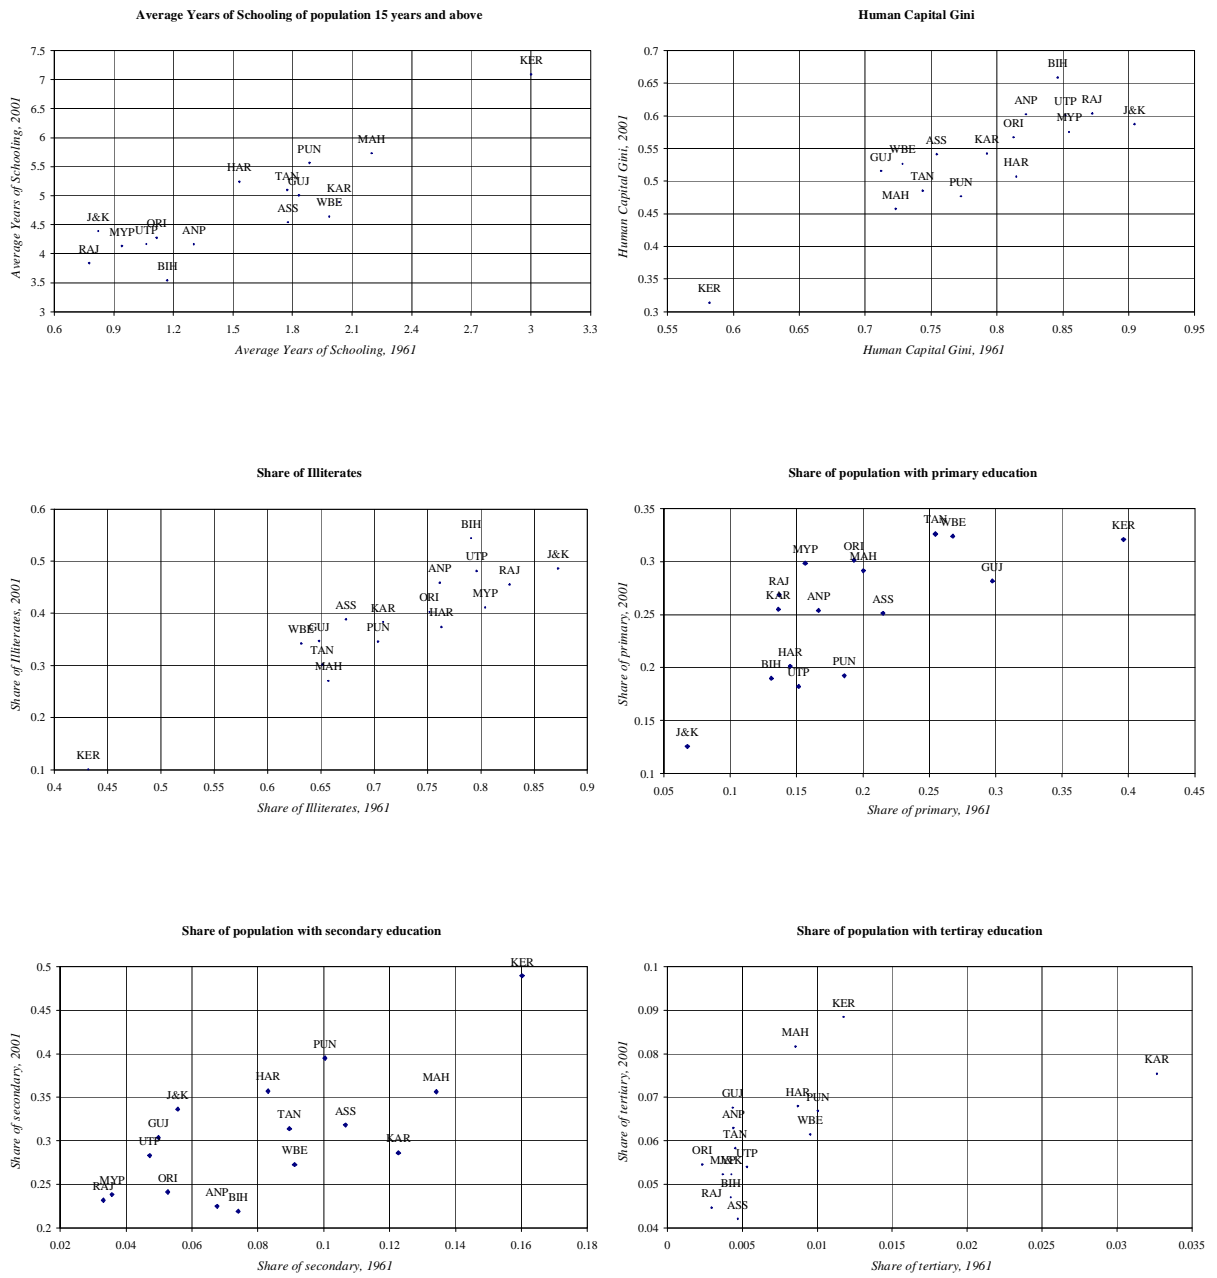 Average Years of Schooling of population 15 years and above
7.5
7
6.5
6
5.5
5
4.5
4
3.5
3
Average Years of Schooling, 2001
KER
MAH
PUN
HAR
TAN
GUJ
KAR
WBE
ASS
J&K
ORI
MYP
UTP
ANP
RAJ
BIH
0.6
0.9
1.2
1.5
1.8
2.1
2.4
2.7
3
3.3
Average Years of Schooling, 1961
Human Capital Gini
0.7
0.65
0.6
0.55
0.5
0.45
0.4
0.35
0.3
Human Capital Gini, 2001
BIH
ANP
UTP
RAJ
J&K
MYP
ORI
ASS
KAR
WBE
GUJ
HAR
TAN
PUN
MAH
KER
0.55
0.6
0.65
0.7
0.75
0.8
0.85
0.9
0.95
Human Capital Gini, 1961
Share of Illiterates
0.6
0.5
0.4
0.3
0.2
0.1
Share of Illiterates, 2001
BIH
UTP
J&K
ANP
RAJ
MYP
ORI
ASS
KAR
HAR
WBE
GUJ
PUN
TAN
MAH
KER
0.4
0.45
0.5
0.55
0.6
0.65
0.7
0.75
0.8
0.85
0.9
Share of Illiterates, 1961
Share of population with primary education
0.35
0.3
0.25
0.2
0.15
0.1
Share of primary, 2001
TAN
WBE
KER
MYP
ORI
MAH
GUJ
RAJ
KAR
ANP
ASS
HAR
BIH
UTP
PUN
J&K
0.05
0.1
0.15
0.2
0.25
0.3
0.35
0.4
0.45
Share of primary, 1961
Share of population with secondary education
0.5
0.45
0.4
0.35
0.3
0.25
0.2
Share of secondary, 2001
KER
PUN
HAR
MAH
J&K
TAN
ASS
GUJ
UTP
KAR
WBE
MYP
RAJ
ORI
ANP
BIH
0.02
0.04
0.06
0.08
0.1
0.12
0.14
0.16
0.18
Share of secondary, 1961
Share of population with tertiray education
0.1
0.09
0.08
0.07
0.06
0.05
0.04
Share of tertiary, 2001
KER
MAH
KAR
GUJ
HAR
PUN
ANP
WBE
TAN
ORI
UTP
MYP
J&K
BIH
RAJ
ASS
0
0.005
0.01
0.015
0.02
0.025
0.03
0.035
Share of tertiary, 1961